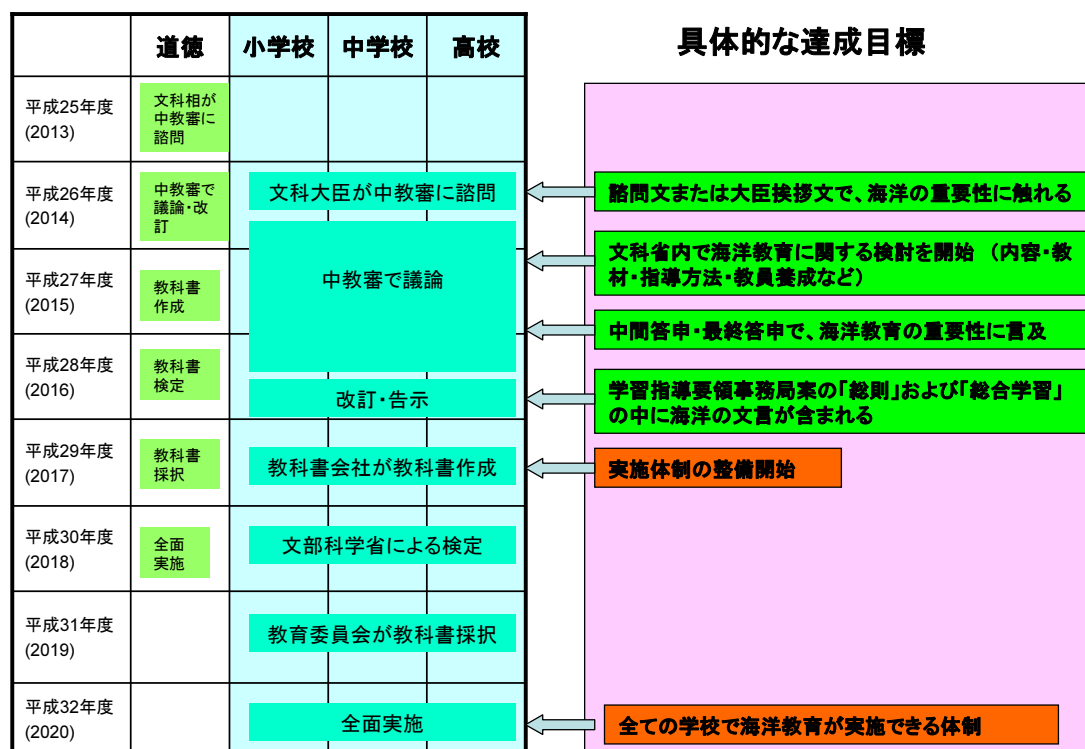 道徳 小学校 中学校 高校
具体的な達成目標
平成25年度
(2013)
文科相が
中教審に
諮問
平成26年度
(2014)
中教審で
議論・改
訂
文科大臣が中教審に諮問
諮問文または大臣挨拶文で、海洋の重要性に触れる
中教審で議論
文科省内で海洋教育に関する検討を開始 （内容・教
材・指導方法・教員養成など）
平成27年度
(2015)
教科書
作成
中間答申・最終答申で、海洋教育の重要性に言及
平成28年度
(2016)
教科書
検定
改訂・告示
学習指導要領事務局案の「総則」および「総合学習」
の中に海洋の文言が含まれる
平成29年度
(2017)
教科書
採択
教科書会社が教科書作成
実施体制の整備開始
平成30年度
(2018)
全面
実施
文部科学省による検定
平成31年度
(2019)
教育委員会が教科書採択
平成32年度
(2020)
全面実施
全ての学校で海洋教育が実施できる体制